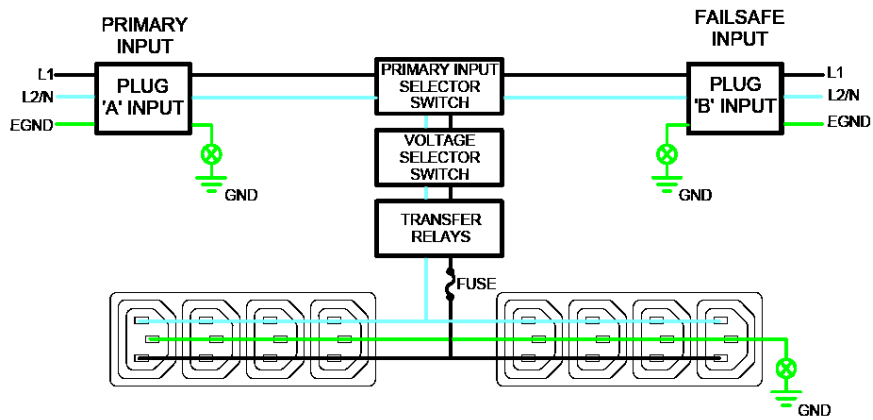 PRIMARY
INPUT
FAILSAFE
INPUT
L1
L2/N
EGND
PLUG
'A' INPUT
PRIMARY INPUT
SELECTOR
SWITCH
PLUG
'B' INPUT
L1
L2/N
EGND
GND
VOLTAGE
SELECTOR
SWITCH
GND
TRANSFER
RELAYS
FUSE
GND